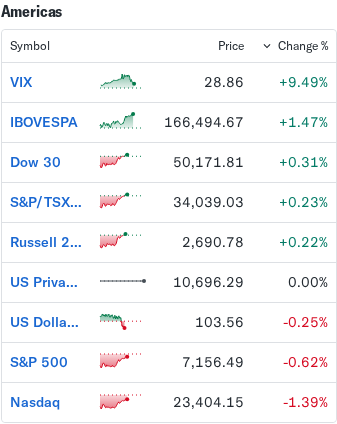 Americas
Symbol Price Change %
VIX 28.86 +9.49%
IBOVESPA 166,494.67 +1.47%
Dow 30 50,171.81 +0.31%
S&P/TSX... 34,039.03 +0.23%
Russell 2... 2,690.78 +0.22%
US Priva... 10,696.29 0.00%
US Dolla... 103.56 -0.25%
S&P 500 7,156.49 -0.62%
Nasdaq 23,404.15 -1.39%